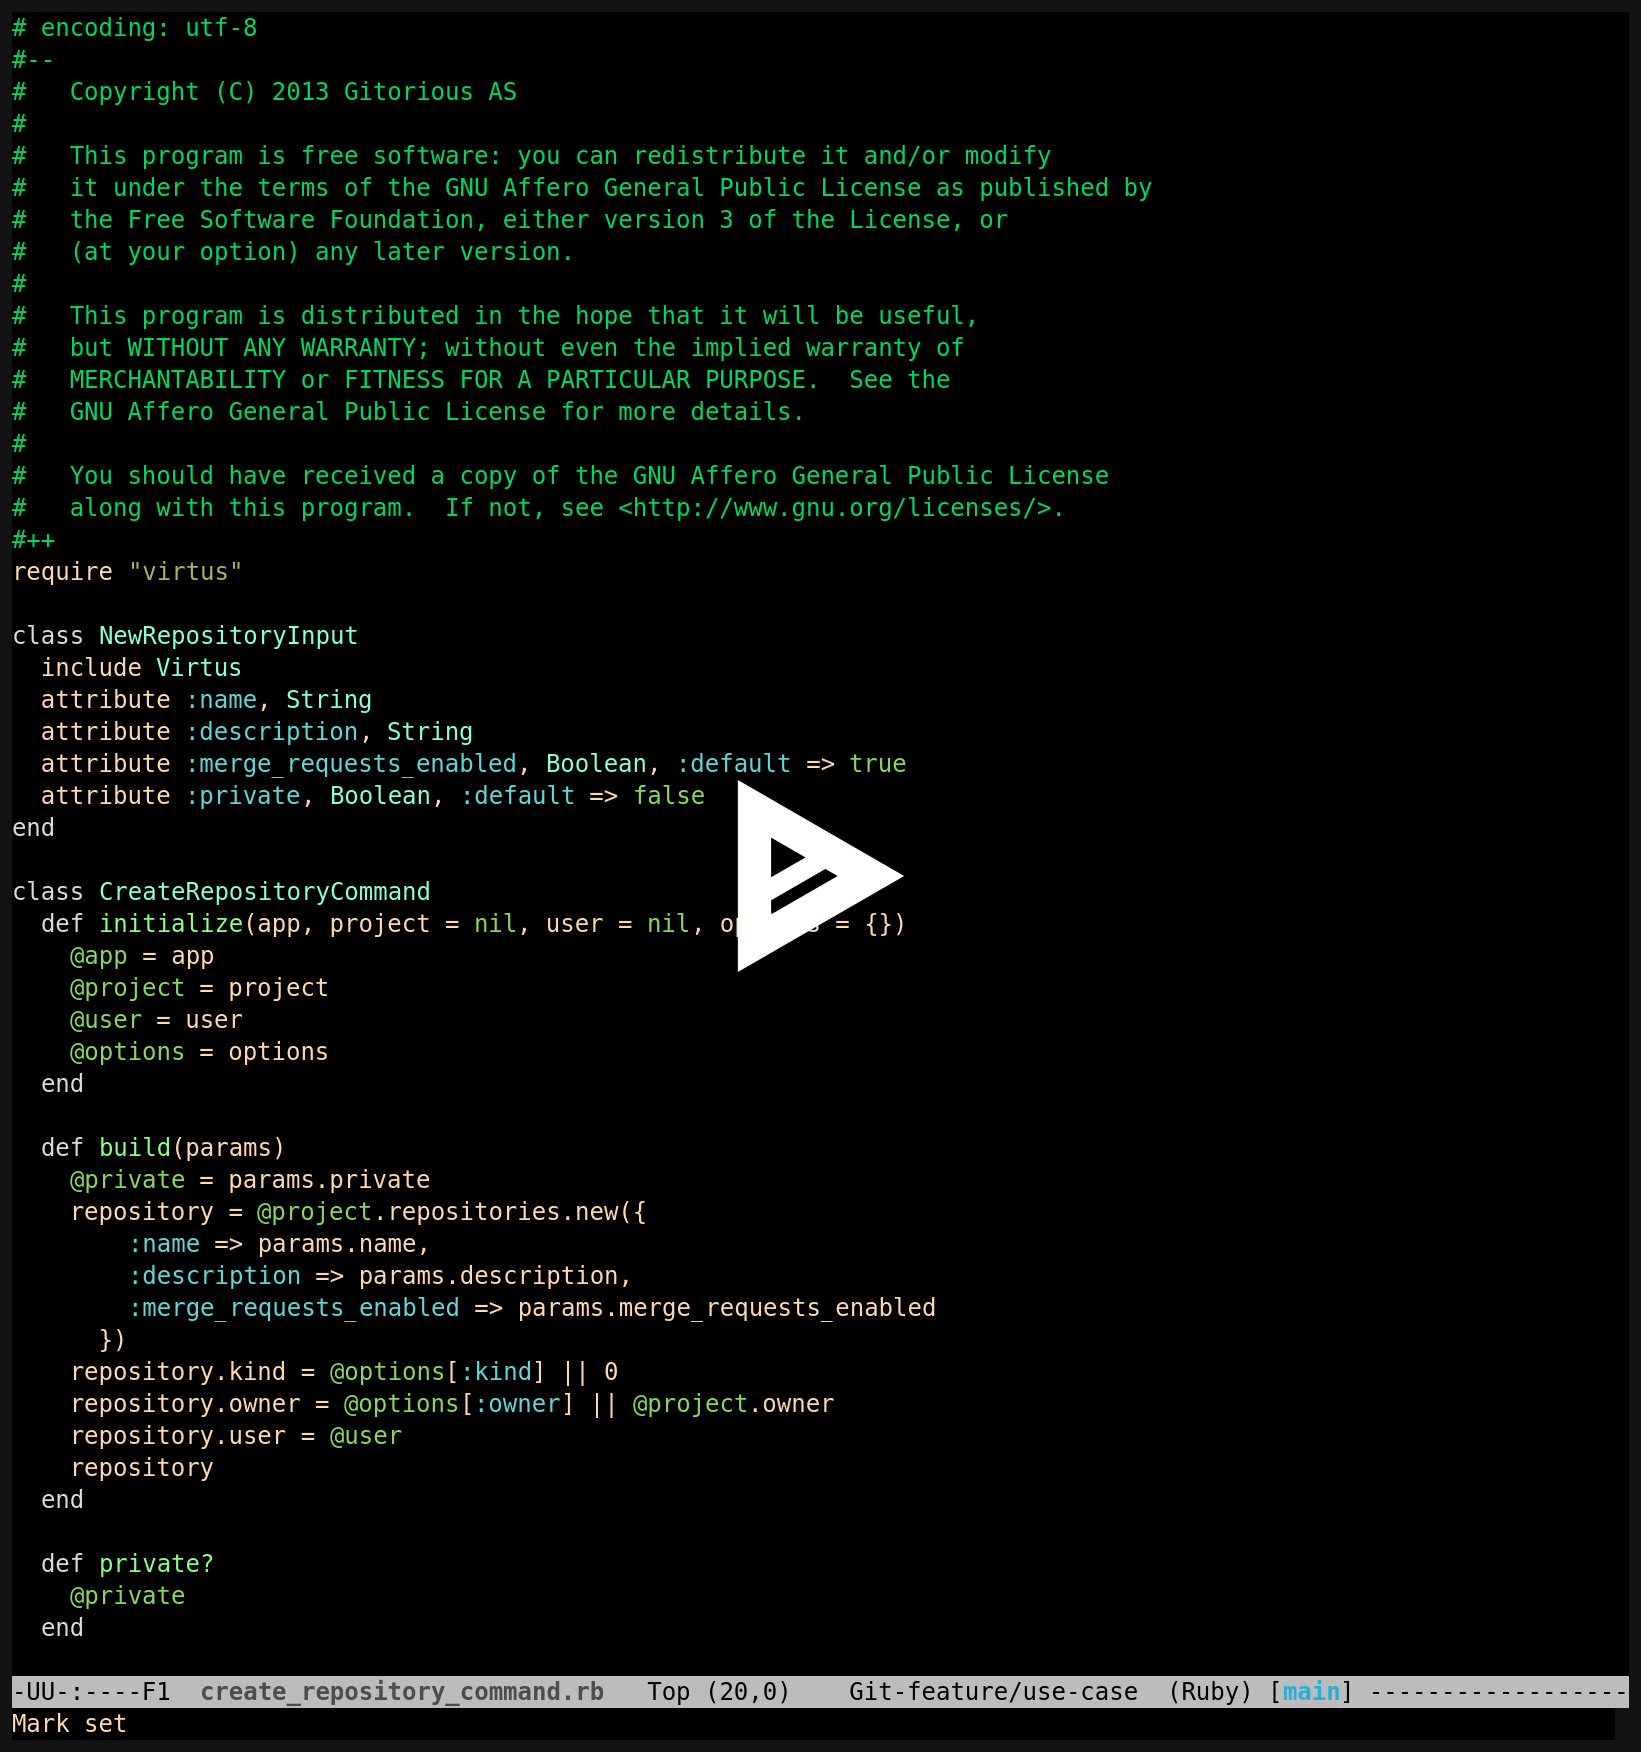 # encoding: utf-8
#--
#   Copyright (C) 2013 Gitorious AS
#
#   This program is free software: you can redistribute it and/or modify
#   it under the terms of the GNU Affero General Public License as published by
#   the Free Software Foundation, either version 3 of the License, or
#   (at your option) any later version.
#
#   This program is distributed in the hope that it will be useful,
#   but WITHOUT ANY WARRANTY; without even the implied warranty of
#   MERCHANTABILITY or FITNESS FOR A PARTICULAR PURPOSE.  See the
#   GNU Affero General Public License for more details.
#
#   You should have received a copy of the GNU Affero General Public License
#   along with this program.  If not, see <http://www.gnu.org/licenses/>.
#++
require "virtus"

class NewRepositoryInput
  include Virtus
  attribute :name, String
  attribute :description, String
  attribute :merge_requests_enabled, Boolean, :default => true
  attribute :private, Boolean, :default => false
end

class CreateRepositoryCommand
  def initialize(app, project = nil, user = nil, = {})
    @app = app
    @project = project
    @user = user
    @options = options
  end

  def build(params)
    @private = params.private
    repository = @project.repositories.new({
        :name => params.name,
        :description => params.description,
        :merge_requests_enabled => params.merge_requests_enabled
      })
    repository.kind = @options[:kind] || 0
    repository.owner = @options[:owner] || @project.owner
    repository.user = @user
    repository
  end

  def private?
    @private
  end

-UU-:----F1  create_repository_command.rb   Top (20,0)    Git-feature/use-case  (Ruby) [main] ------------------
Mark set